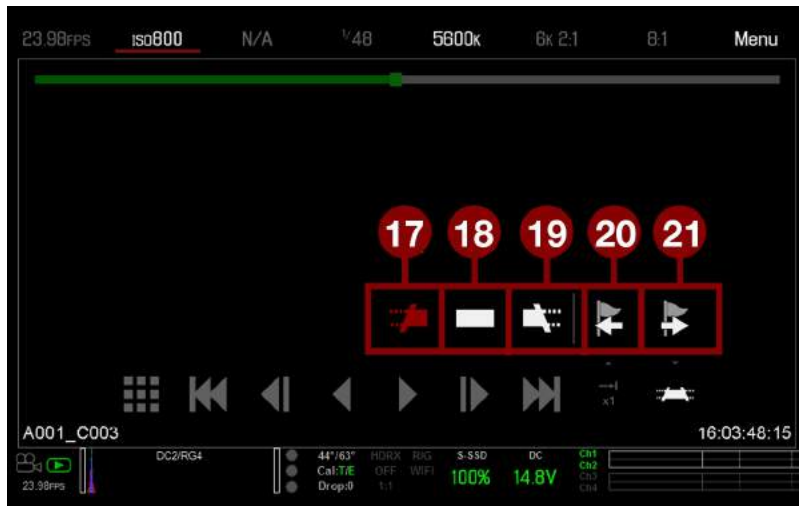 23.98FPS ISO800 N/A 1/48 5600K 6K 2:1 8:1 Menu
17 18 19 20 21
x1
A001_C003 16:03:48:15
DC2/RG4 44°/63° HDRX RIG S-SSD DC Ch1
Cal:T/E OFF WIFI 100% 14.8V Ch2
Ch3
23.98FPS Drop:0 1:1 Ch4